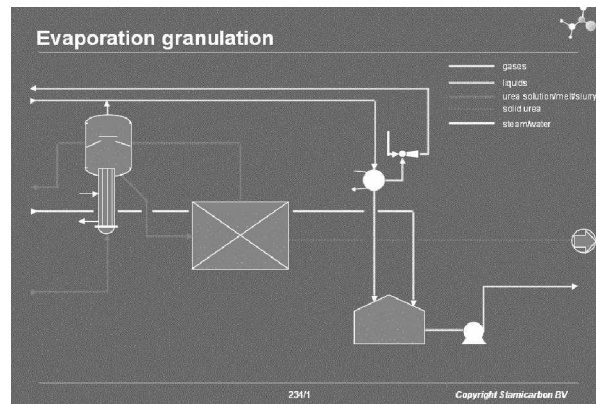 Evaporation granulation
gases
liquids
urea solution/melt/slurry
solid urea
steam/water
234/1
Copyright Stamicarbon BV